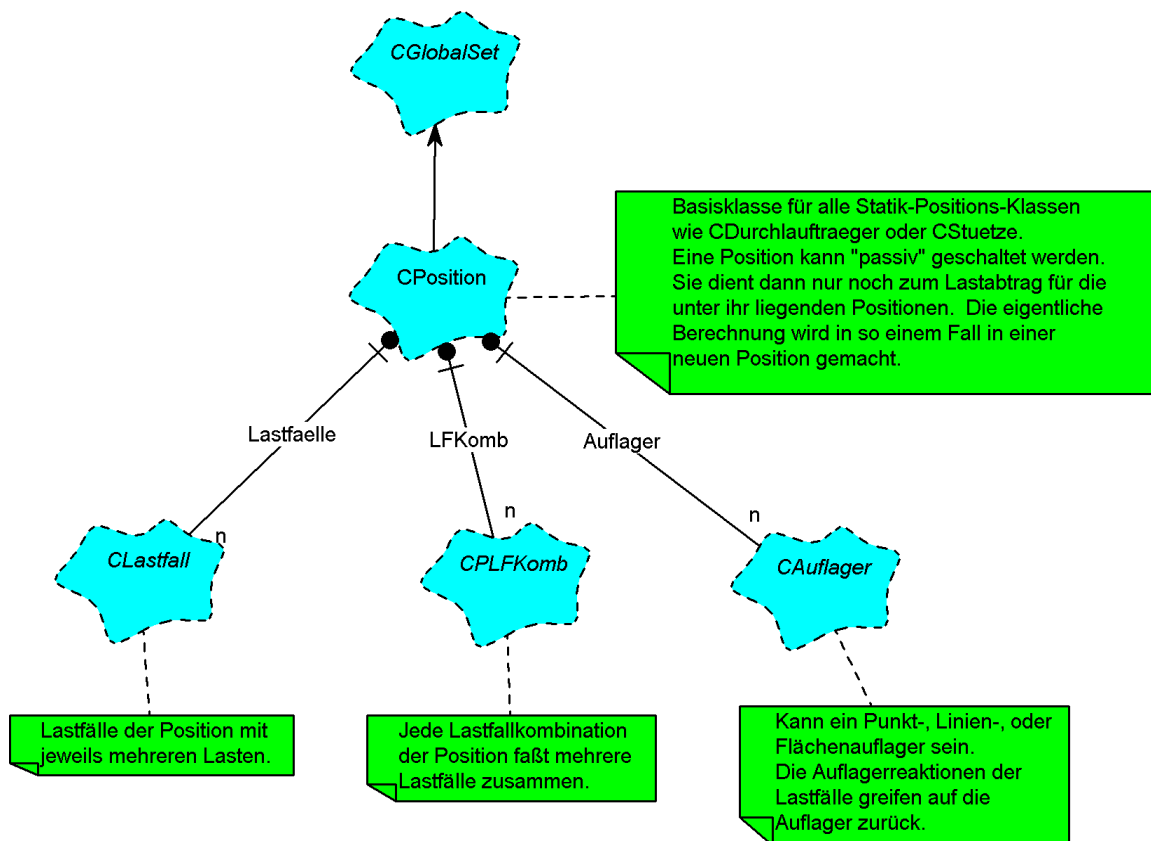 CGlobalSet
Basisklasse für alle Statik-Positions-Klassen
wie CDurchlauftraeger oder CStuetze.
Eine Position kann "passiv" geschaltet werden.
Sie dient dann nur noch zum Lastabtrag für die
unter ihr liegenden Positionen.  Die eigentliche
Berechnung wird in so einem Fall in einer
neuen Position gemacht.
CPosition
Lastfaelle
LFKomb
Auflager
n
n
n
CLastfall
CPLFKomb
CAuflager
Lastfälle der Position mit
jeweils mehreren Lasten.
Jede Lastfallkombination
der Position faßt mehrere
Lastfälle zusammen.
Kann ein Punkt-, Linien-, oder
Flächenauflager sein.
Die Auflagerreaktionen der
Lastfälle greifen auf die
Auflager zurück.